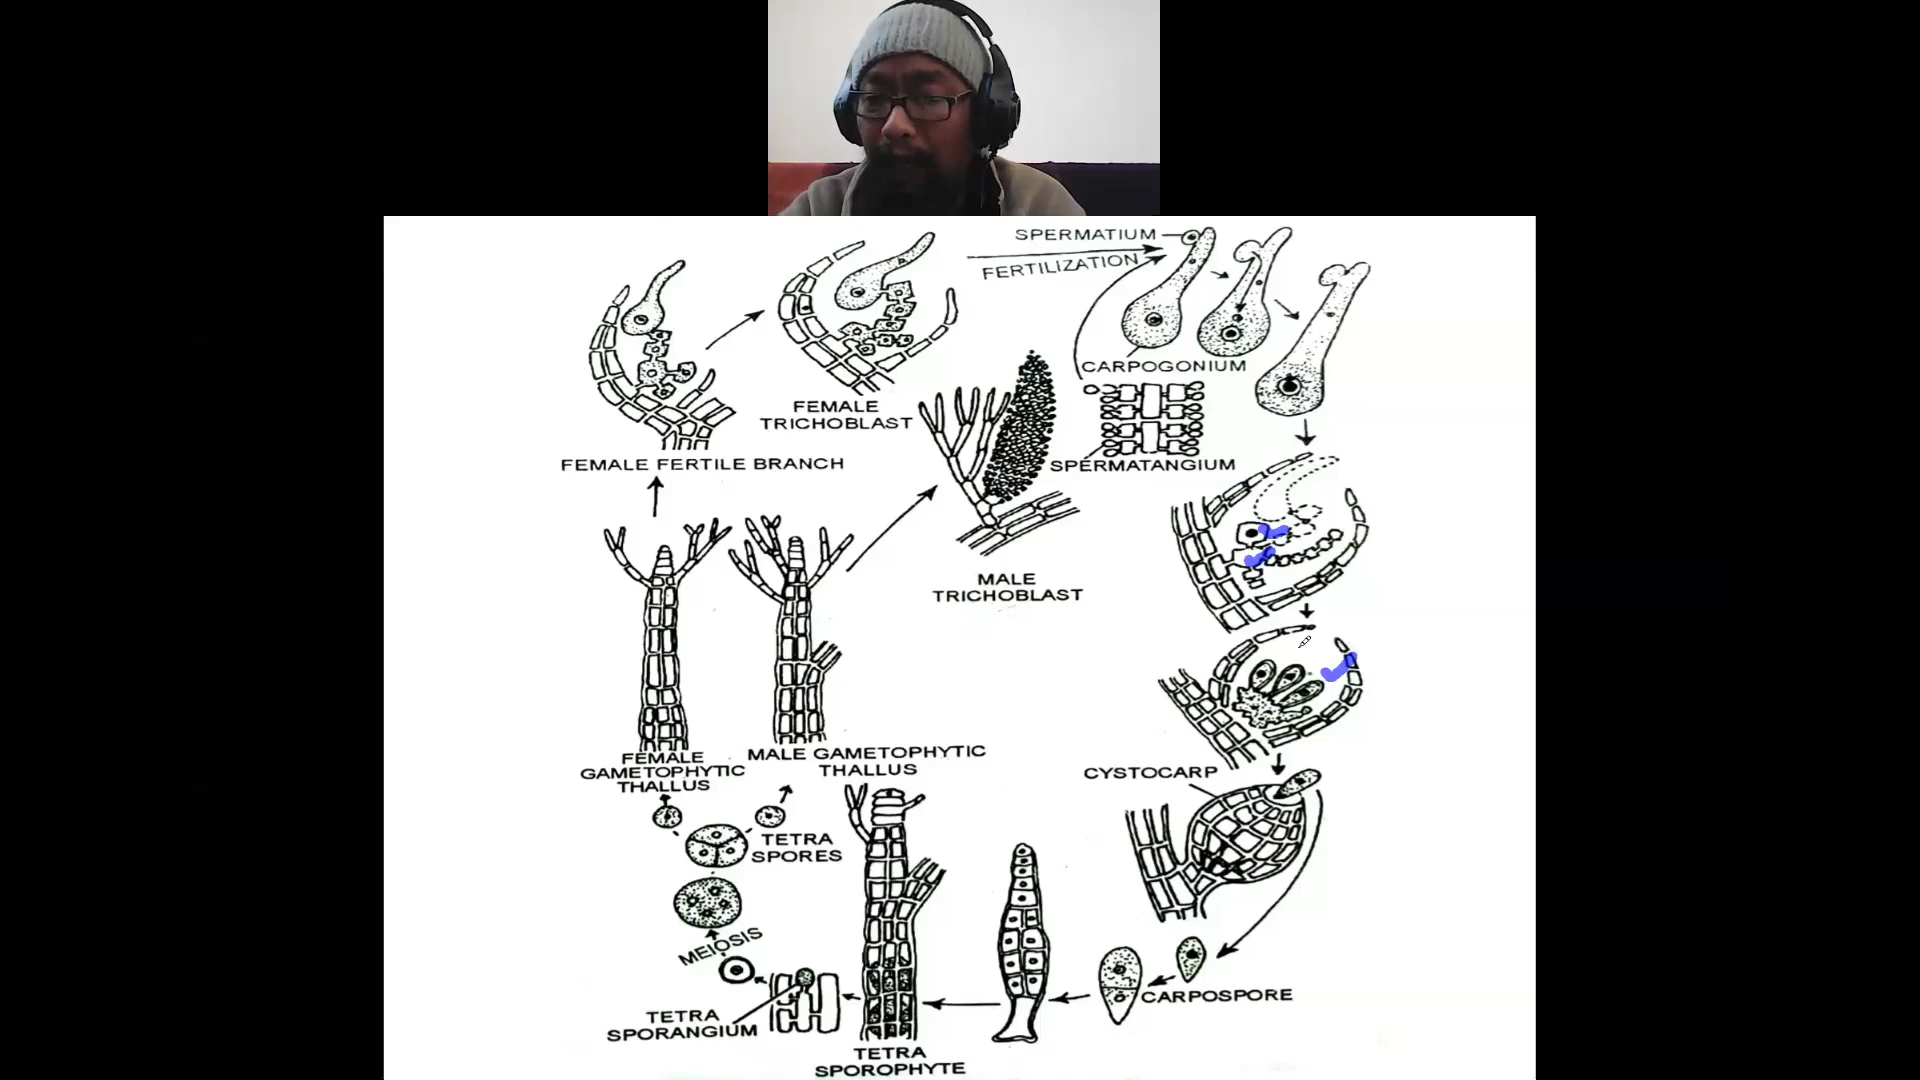 SPERMATIUM
FERTILIZATION
CARPOGONIUM
FEMALE
TRICHOBLAST
FEMALE FERTILE BRANCH
SPERMATANGIUM
MALE
TRICHOBLAST
FEMALE
GAMETOPHYTIC
THALLUS
MALE GAMETOPHYTIC
THALLUS
CYSTOCARP
TETRA
SPORES
MEIOSIS
CARPOSPORE
TETRA
SPORANGIUM
TETRA
SPOROPHYTE